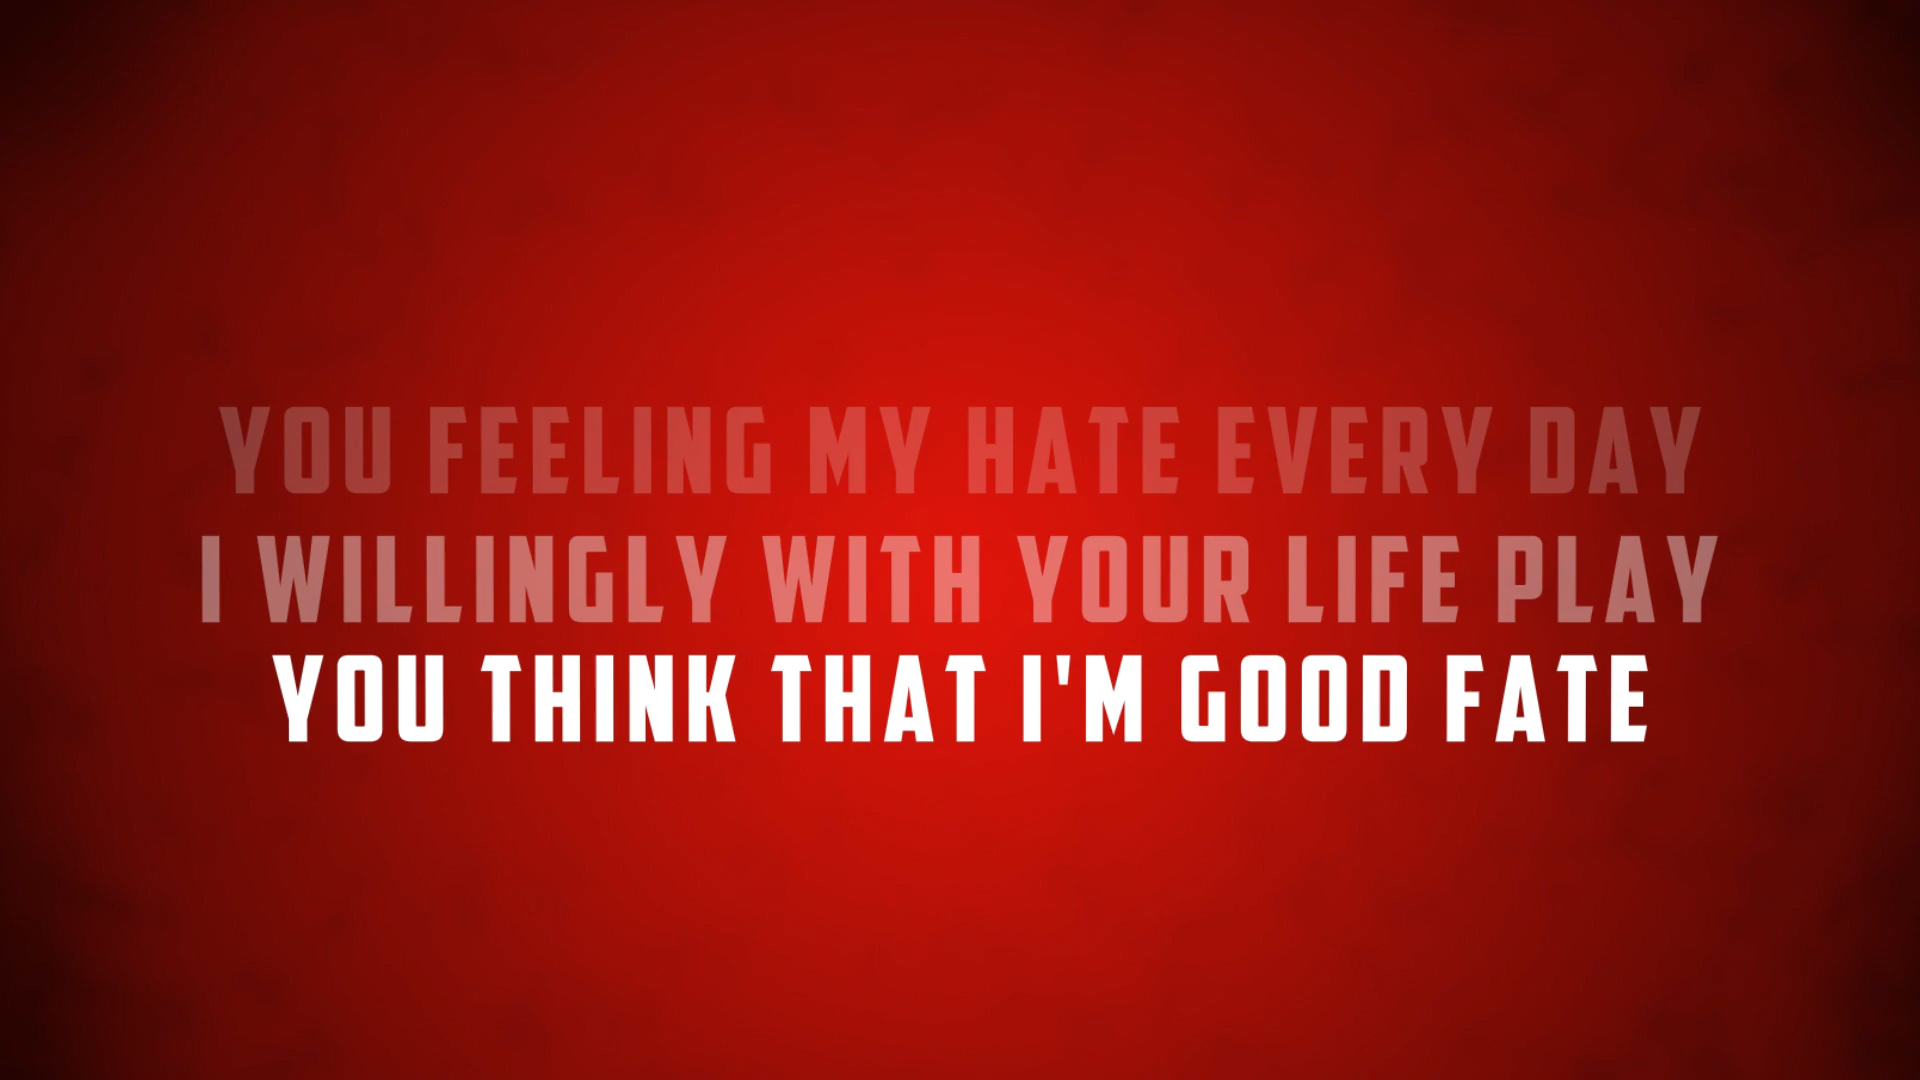 YOU FEELING MY HATE EVERY DAY
I WILLINGLY WITH YOUR LIFE PLAY
YOU THINK THAT I'M GOOD FATE